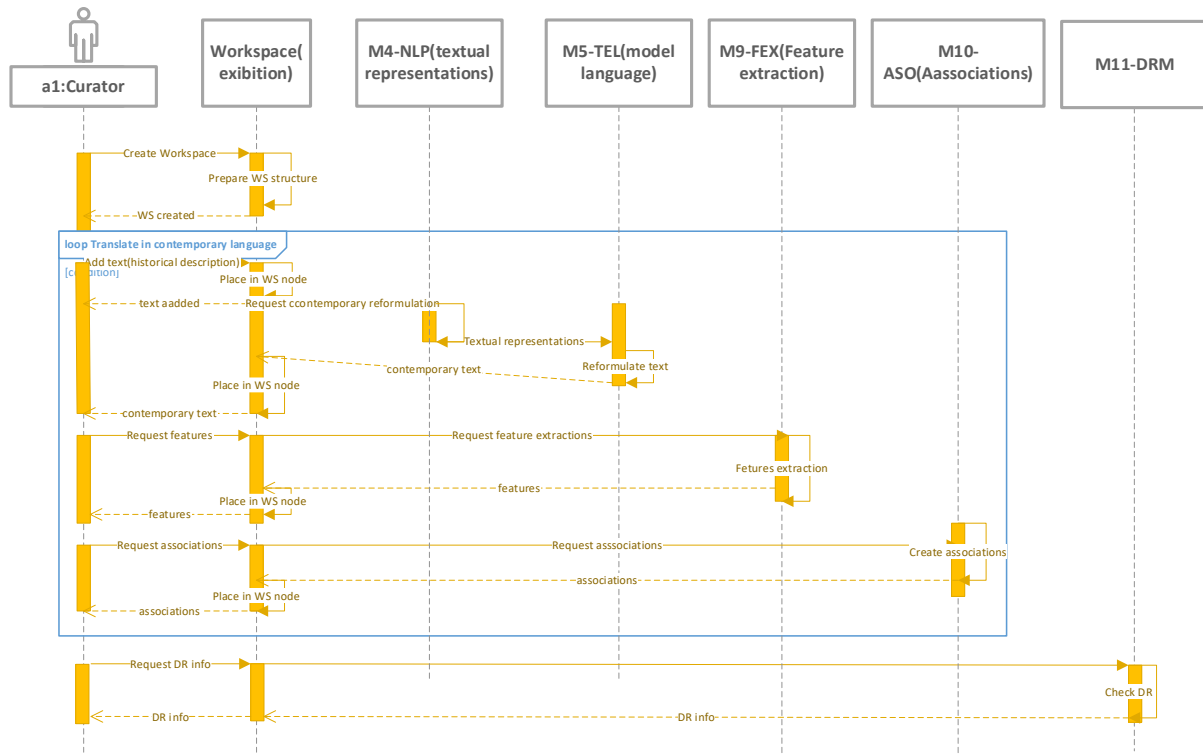 a1:Curator
Workspace(
exibition)
M4-NLP(textual
representations)
M5-TEL(model
language)
M9-FEX(Feature
extraction)
M10-
ASO(Aassociations)
M11-DRM
Create Workspace
Prepare WS structure
WS created
loop Translate in contemporary language
Add text(historical description)
[condition]
Place in WS node
text aadded
Request ccontemporary reformulation
Textual representations
Reformulate text
contemporary text
Place in WS node
contemporary text
Request features
Request feature extractions
Fetures extraction
features
Place in WS node
features
Request associations
Request asssociations
Create associations
associations
Place in WS node
associations
Request DR info
Check DR
DR info
DR info